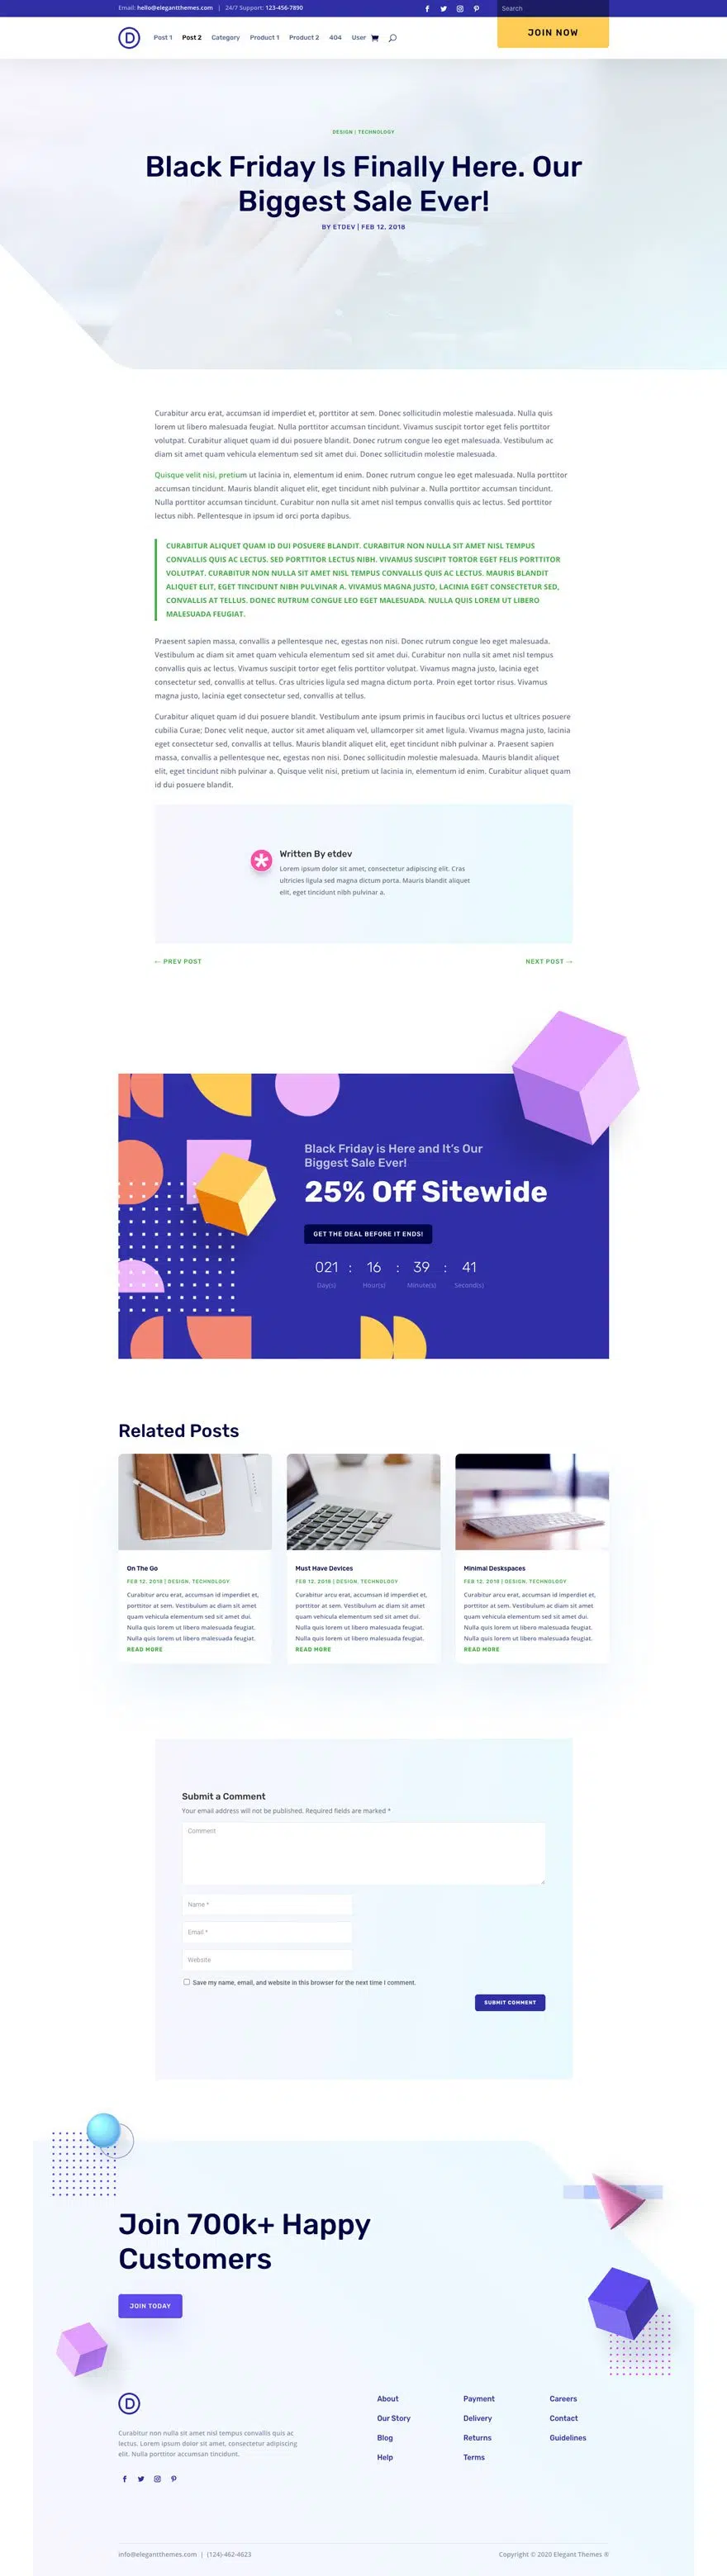 Email: hello@elegantthemes.com | 24/7 Support: 123-456-7890
Search
D
Post 1
Post 2
Category
Product 1
Product 2
404
User
JOIN NOW
DESIGN | TECHNOLOGY
Black Friday Is Finally Here. Our
Biggest Sale Ever!
BY ETDEV | FEB 12, 2018
Curabitur arcu erat, accumsan id imperdiet et, porttitor at sem. Donec sollicitudin molestie malesuada. Nulla quis
lorem ut libero malesuada feugiat. Nulla porttitor accumsan tincidunt. Vivamus suscipit tortor eget felis porttitor
volutpat. Curabitur aliquet quam id dui posuere blandit. Donec rutrum congue leo eget malesuada. Vestibulum ac
diam sit amet quam vehicula elementum sed sit amet dui. Donec sollicitudin molestie malesuada.
Quisque velit nisi, pretium ut lacinia in, elementum id enim. Donec rutrum congue leo eget malesuada. Nulla porttitor
accumsan tincidunt. Mauris blandit aliquet elit, eget tincidunt nibh pulvinar a. Nulla porttitor accumsan tincidunt.
Nulla porttitor accumsan tincidunt. Curabitur non nulla sit amet nisl tempus convallis quis ac lectus. Sed porttitor
lectus nibh. Pellentesque in ipsum id orci porta dapibus.
CURABITUR ALIQUET QUAM ID DUI POSUERE BLANDIT. CURABITUR NON NULLA SIT AMET NISL TEMPUS
CONVALLIS QUIS AC LECTUS. SED PORTTITOR LECTUS NIBH. VIVAMUS SUSCIPIT TORTOR EGET FELIS PORTTITOR
VOLUTPAT. CURABITUR NON NULLA SIT AMET NISL TEMPUS CONVALLIS QUIS AC LECTUS. MAURIS BLANDIT
ALIQUET ELIT, EGET TINCIDUNT NIBH PULVINAR A. VIVAMUS MAGNA JUSTO, LACINIA EGET CONSECTETUR SED,
CONVALLIS AT TELLUS. DONEC RUTRUM CONGUE LEO EGET MALESUADA. NULLA QUIS LOREM UT LIBERO
MALESUADA FEUGIAT.
Praesent sapien massa, convallis a pellentesque nec, egestas non nisi. Donec rutrum congue leo eget malesuada.
Vestibulum ac diam sit amet quam vehicula elementum sed sit amet dui. Curabitur non nulla sit amet nisl tempus
convallis quis ac lectus. Vivamus suscipit tortor eget felis porttitor volutpat. Vivamus magna justo, lacinia eget
consectetur sed, convallis at tellus. Cras ultricies ligula sed magna dictum porta. Proin eget tortor risus. Vivamus
magna justo, lacinia eget consectetur sed, convallis at tellus.
Curabitur aliquet quam id dui posuere blandit. Vestibulum ante ipsum primis in faucibus orci luctus et ultrices posuere
cubilia Curae; Donec velit neque, auctor sit amet aliquam vel, ullamcorper sit amet ligula. Vivamus magna justo, lacinia
eget consectetur sed, convallis at tellus. Mauris blandit aliquet elit, eget tincidunt nibh pulvinar a. Praesent sapien
massa, convallis a pellentesque nec, egestas non nisi. Donec sollicitudin molestie malesuada. Mauris blandit aliquet
elit, eget tincidunt nibh pulvinar a. Quisque velit nisi, pretium ut lacinia in, elementum id enim. Curabitur aliquet quam
id dui posuere blandit.
Written By etdev
Lorem ipsum dolor sit amet, consectetur adipiscing elit. Cras
ultricies ligula sed magna dictum porta. Mauris blandit aliquet
elit, eget tincidunt nibh pulvinar a.
← PREV POST
NEXT POST →
Black Friday is Here and It's Our
Biggest Sale Ever!
25% Off Sitewide
GET THE DEAL BEFORE IT ENDS!
021 : 16 : 39 : 41
Day(s) Hour(s) Minute(s) Second(s)
Related Posts
On The Go
FEB 12, 2018 | DESIGN, TECHNOLOGY
Curabitur arcu erat, accumsan id imperdiet et,
porttitor at sem. Vestibulum ac diam sit amet
quam vehicula elementum sed sit amet dui.
Nulla quis lorem ut libero malesuada feugiat.
Nulla quis lorem ut libero malesuada feugiat.
READ MORE
Must Have Devices
FEB 12, 2018 | DESIGN, TECHNOLOGY
Curabitur arcu erat, accumsan id imperdiet et,
porttitor at sem. Vestibulum ac diam sit amet
quam vehicula elementum sed sit amet dui.
Nulla quis lorem ut libero malesuada feugiat.
Nulla quis lorem ut libero malesuada feugiat.
READ MORE
Minimal Deskspaces
FEB 12, 2018 | DESIGN, TECHNOLOGY
Curabitur arcu erat, accumsan id imperdiet et,
porttitor at sem. Vestibulum ac diam sit amet
quam vehicula elementum sed sit amet dui.
Nulla quis lorem ut libero malesuada feugiat.
Nulla quis lorem ut libero malesuada feugiat.
READ MORE
Submit a Comment
Your email address will not be published. Required fields are marked *
Comment
Name *
Email *
Website
Save my name, email, and website in this browser for the next time I comment.
SUBMIT COMMENT
Join 700k+ Happy
Customers
JOIN TODAY
D
Curabitur non nulla sit amet nisl tempus convallis quis ac
lectus. Lorem ipsum dolor sit amet, consectetur adipiscing
elit. Nulla porttitor accumsan tincidunt.
About
Our Story
Blog
Help
Payment
Delivery
Returns
Terms
Careers
Contact
Guidelines
info@elegantthemes.com | (124)-462-4623
Copyright © 2020 Elegant Themes ®